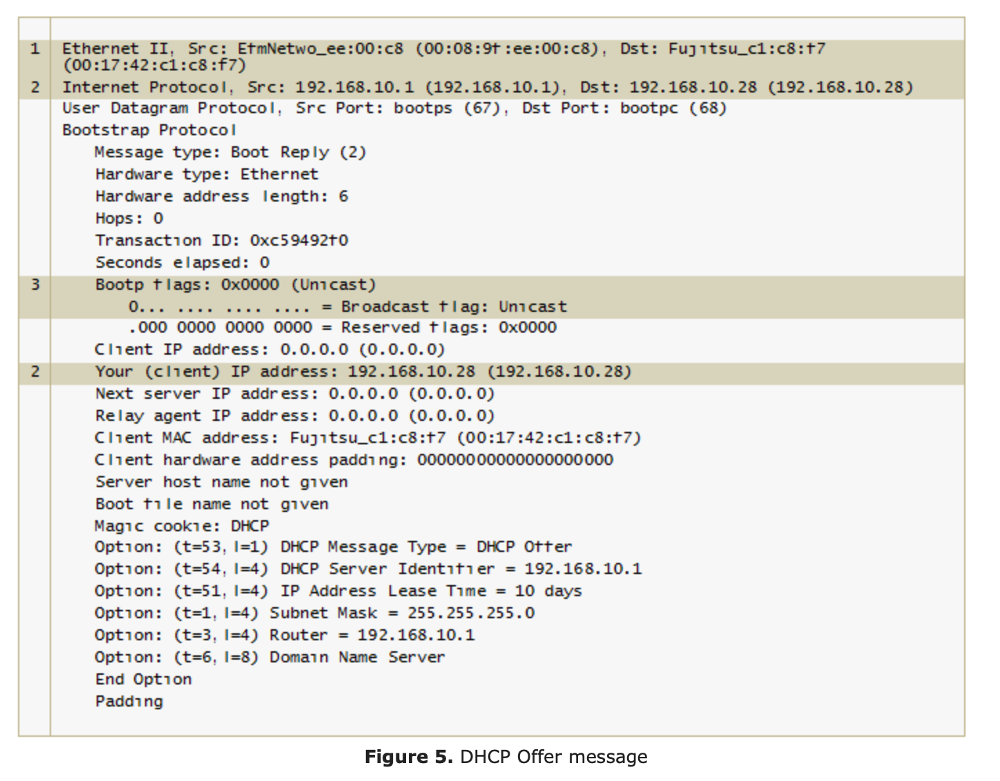 1 Ethernet II, Src: EfmNetwo_ee:00:c8 (00:08:9f:ee:00:c8), Dst: Fujitsu_c1:c8:f7
(00:17:42:c1:c8:f7)
2 Internet Protocol, Src: 192.168.10.1 (192.168.10.1), Dst: 192.168.10.28 (192.168.10.28)
User Datagram Protocol, Src Port: bootps (67), Dst Port: bootpc (68)
Bootstrap Protocol
Message type: Boot Reply (2)
Hardware type: Ethernet
Hardware address length: 6
Hops: 0
Transaction ID: 0xc59492f0
Seconds elapsed: 0
3 Bootp flags: 0x0000 (Unicast)
0... .... .... .... = Broadcast flag: Unicast
.000 0000 0000 0000 = Reserved flags: 0x0000
Client IP address: 0.0.0.0 (0.0.0.0)
2 Your (client) IP address: 192.168.10.28 (192.168.10.28)
Next server IP address: 0.0.0.0 (0.0.0.0)
Relay agent IP address: 0.0.0.0 (0.0.0.0)
Client MAC address: Fujitsu_c1:c8:f7 (00:17:42:c1:c8:f7)
Client hardware address padding: 00000000000000000000
Server host name not given
Boot file name not given
Magic cookie: DHCP
Option: (t=53,l=1) DHCP Message Type = DHCP Offer
Option: (t=54,l=4) DHCP Server Identifier = 192.168.10.1
Option: (t=51,l=4) IP Address Lease Time = 10 days
Option: (t=1,l=4) Subnet Mask = 255.255.255.0
Option: (t=3,l=4) Router = 192.168.10.1
Option: (t=6,l=8) Domain Name Server
End Option
Padding
Figure 5. DHCP Offer message